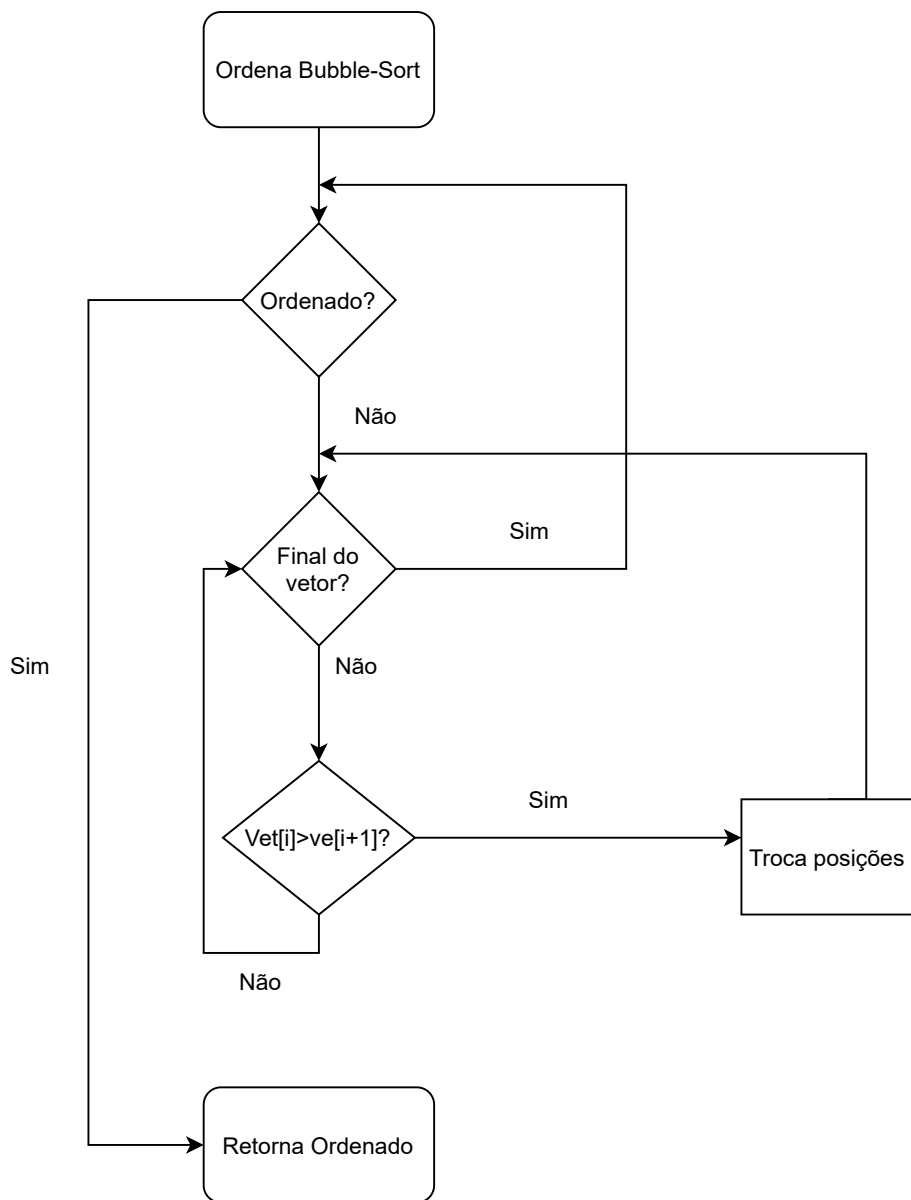 Ordena Bubble-Sort
Ordenado?
Não
Sim
Final do
vetor?
Sim
Não
Sim
Vet[i]>ve[i+1]?
Troca posições
Não
Retorna Ordenado